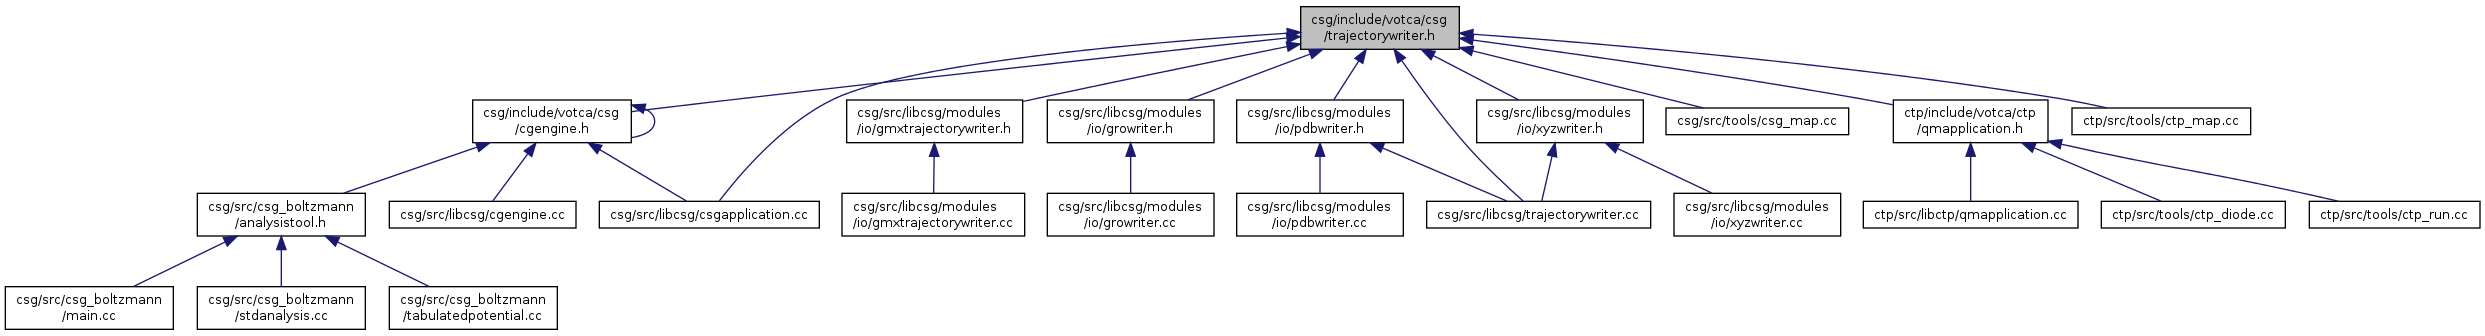 csg/include/votca/csg
/trajectorywriter.h
csg/include/votca/csg
/cgengine.h
csg/src/libcsg/modules
/io/gmxtrajectorywriter.h
csg/src/libcsg/modules
/io/growriter.h
csg/src/libcsg/modules
/io/pdbwriter.h
csg/src/libcsg/modules
/io/xyzwriter.h
csg/src/tools/csg_map.cc
ctp/include/votca/ctp
/qmapplication.h
ctp/src/tools/ctp_map.cc
csg/src/csg_boltzmann
/analysistool.h
csg/src/libcsg/cgengine.cc
csg/src/libcsg/csgapplication.cc
csg/src/libcsg/modules
/io/gmxtrajectorywriter.cc
csg/src/libcsg/modules
/io/growriter.cc
csg/src/libcsg/modules
/io/pdbwriter.cc
csg/src/libcsg/trajectorywriter.cc
csg/src/libcsg/modules
/io/xyzwriter.cc
ctp/src/libctp/qmapplication.cc
ctp/src/tools/ctp_diode.cc
ctp/src/tools/ctp_run.cc
csg/src/csg_boltzmann
/main.cc
csg/src/csg_boltzmann
/stdanalysis.cc
csg/src/csg_boltzmann
/tabulatedpotential.cc